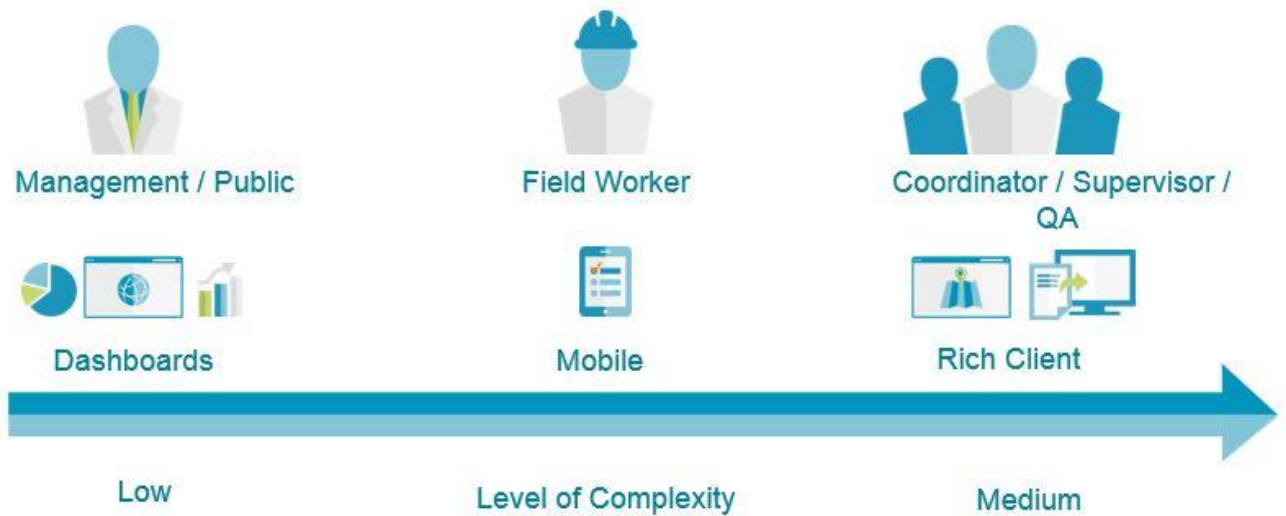 Management / Public
Field Worker
Coordinator / Supervisor /
QA
Dashboards
Mobile
Rich Client
Low
Level of Complexity
Medium